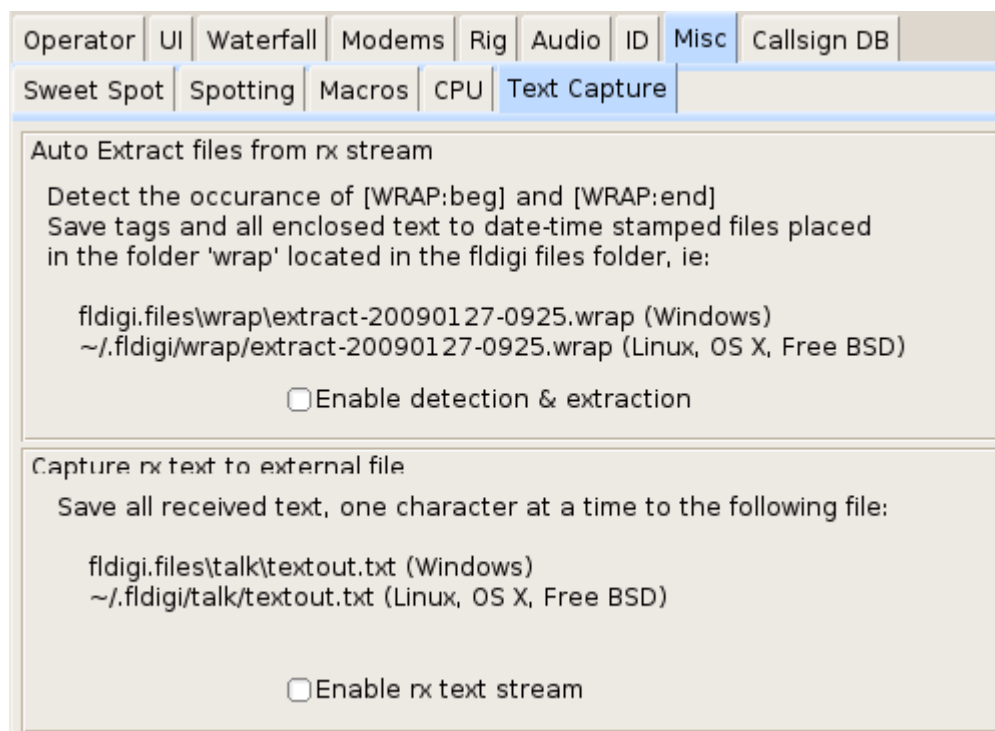 Operator UI Waterfall Modems Rig Audio ID Misc Callsign DB
Sweet Spot Spotting Macros CPU Text Capture
Auto Extract files from rx stream
Detect the occurance of [WRAP:beg] and [WRAP:end]
Save tags and all enclosed text to date-time stamped files placed
in the folder 'wrap' located in the fldigi files folder, ie:
fldigi.files\wrap\extract-20090127-0925.wrap (Windows)
~/.fldigi/wrap/extract-20090127-0925.wrap (Linux, OS X, Free BSD)
Enable detection & extraction
Capture rx text to external file
Save all received text, one character at a time to the following file:
fldigi.files\talk\textout.txt (Windows)
~/.fldigi/talk/textout.txt (Linux, OS X, Free BSD)
Enable rx text stream